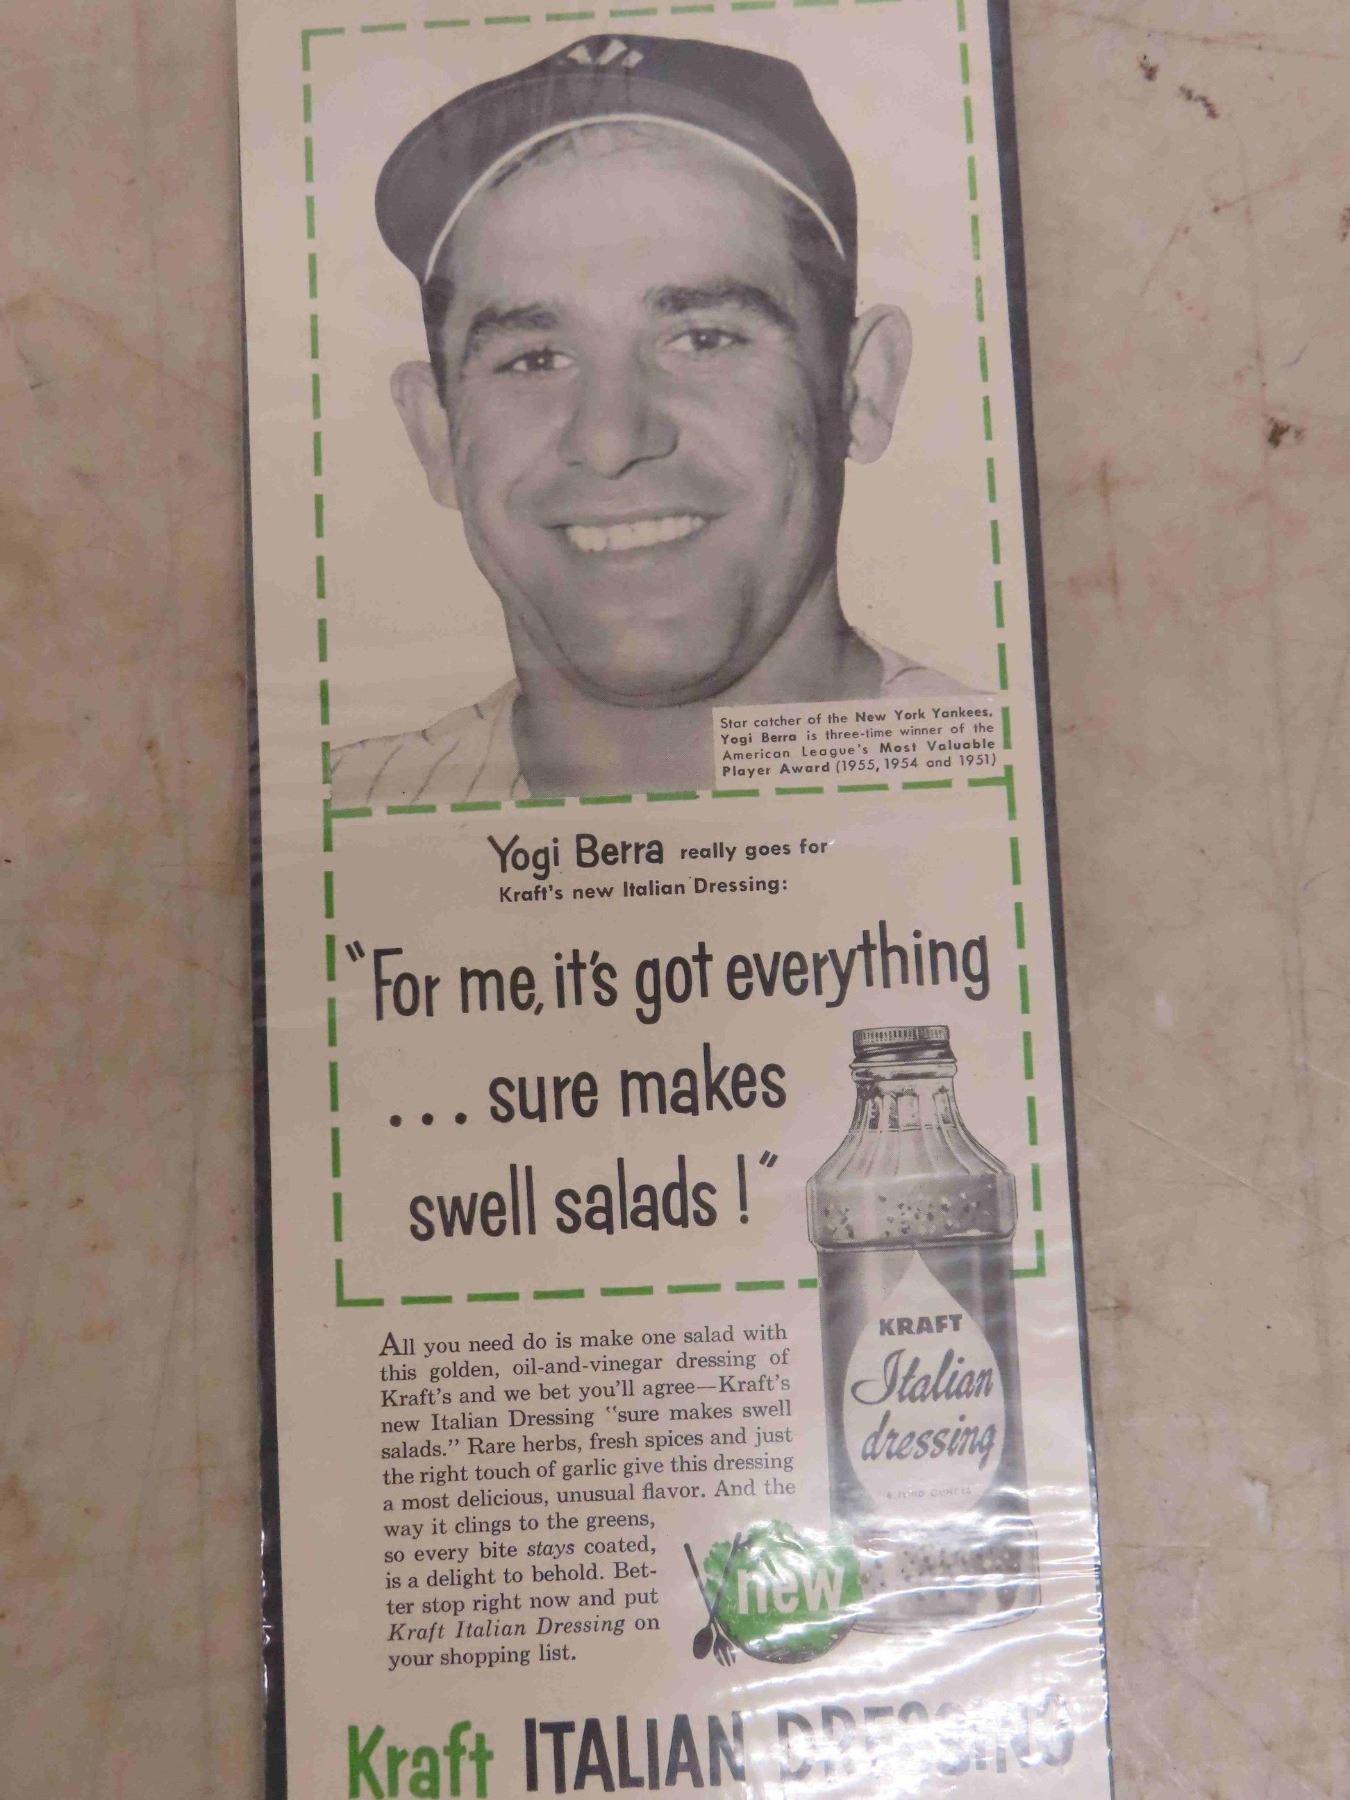 Star catcher of the New York Yankees,
Yogi Berra is three-time winner of the
American League's Most Valuable
Player Award (1955, 1954 and 1951)
Yogi Berra really goes for
Kraft's new Italian Dressing:
"For me, it's got everything
... sure makes
swell salads!"
All you need do is make one salad with
this golden, oil-and-vinegar dressing of
Kraft's and we bet you'll agree—Kraft's
new Italian Dressing "sure makes swell
salads." Rare herbs, fresh spices and just
the right touch of garlic give this dressing
a most delicious, unusual flavor. And the
way it clings to the greens,
so every bite stays coated,
is a delight to behold. Bet-
ter stop right now and put
Kraft Italian Dressing on
your shopping list.
KRAFT
Italian
dressing
FLUID OUNCES
new
Kraft ITALIAN DRESSING